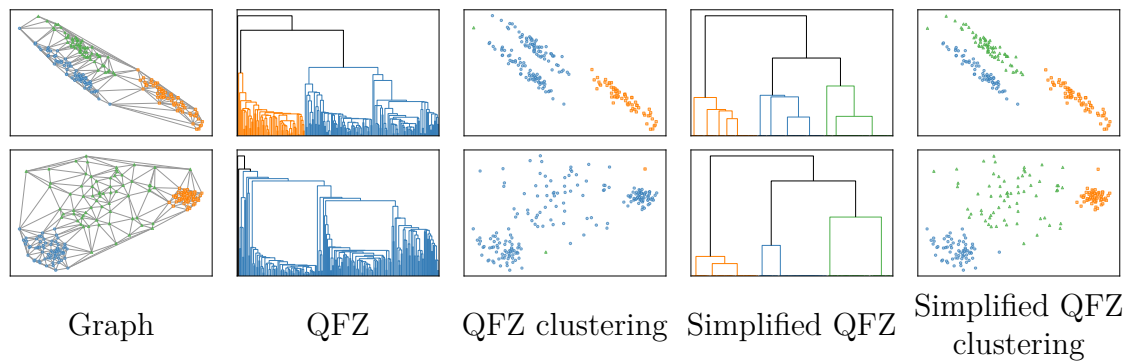 Graph
QFZ
QFZ clustering
Simplified QFZ
Simplified QFZ
clustering